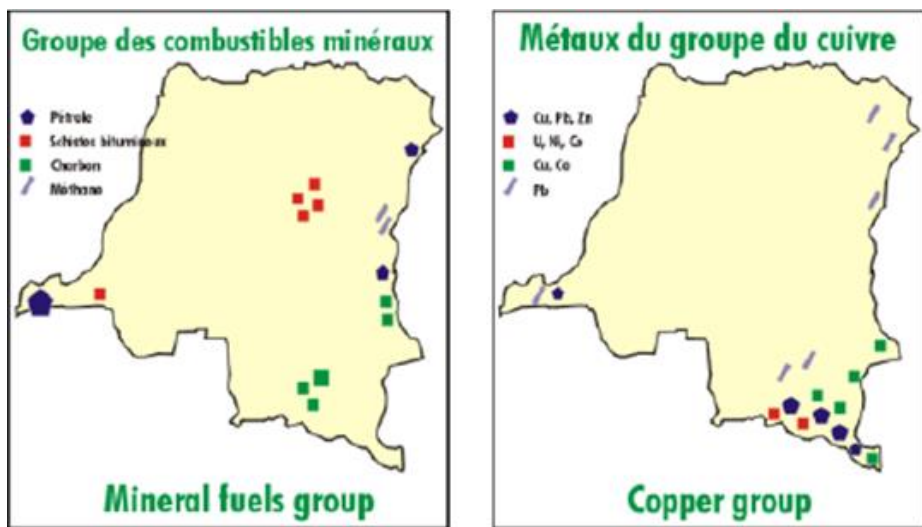 Groupe des combustibles minéraux
Pétrole
Schistes bitumineux
Charbon
Méthane
Mineral fuels group
Métaux du groupe du cuivre
Cu, Pb, Zn
U, Ni, Co
Cu, Co
Pb
Copper group